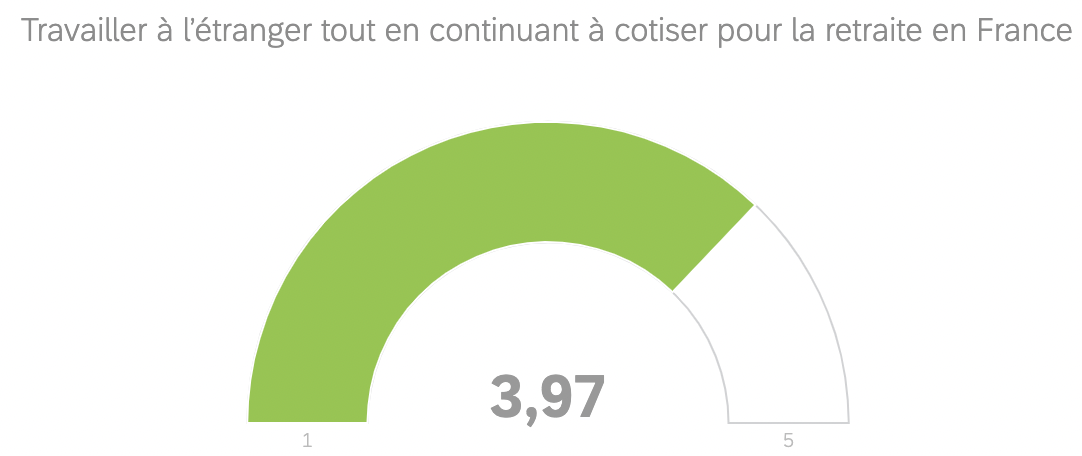 Travailler à l’étranger tout en continuant à cotiser pour la retraite en France
3,97
1
5